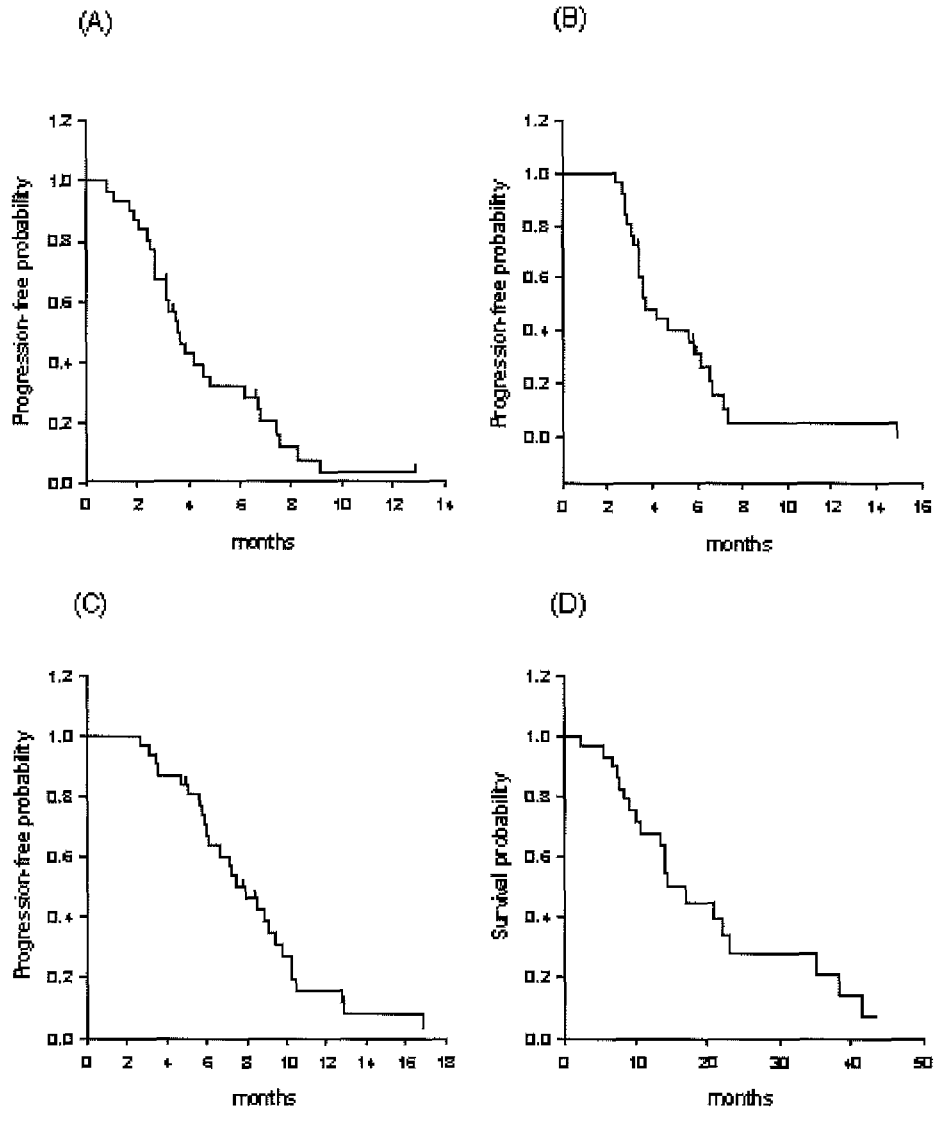 (A)
Progression-free probability
1.2
1.0
0.8
0.6
0.4
0.2
0.0
0 2 4 6 8 10 12 14
months
(B)
Progression-free probability
1.2
1.0
0.8
0.6
0.4
0.2
0.0
0 2 4 6 8 10 12 14 16
months
(C)
Progression-free probability
1.2
1.0
0.8
0.6
0.4
0.2
0.0
0 2 4 6 8 10 12 14 16 18
months
(D)
Survival probability
1.2
1.0
0.8
0.6
0.4
0.2
0.0
0 10 20 30 40 50
months